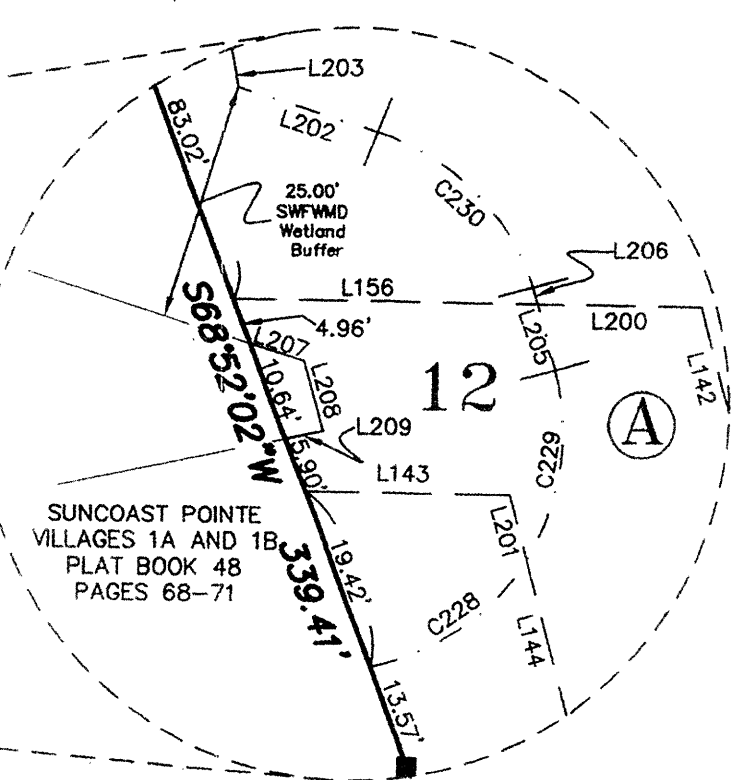 L203
83.02'
L202
25.00'
SWFWMD
Wetland
Buffer
C230
L206
L156
L200
4.96'
L207
L205
L142
S68°52'02"W
10.64'
L208
12
A
L209
5.90'
L143
C229
SUNCOAST POINTE
VILLAGES 1A AND 1B
PLAT BOOK 48
PAGES 68-71
339.41'
19.42'
L201
C228
L144
13.57'